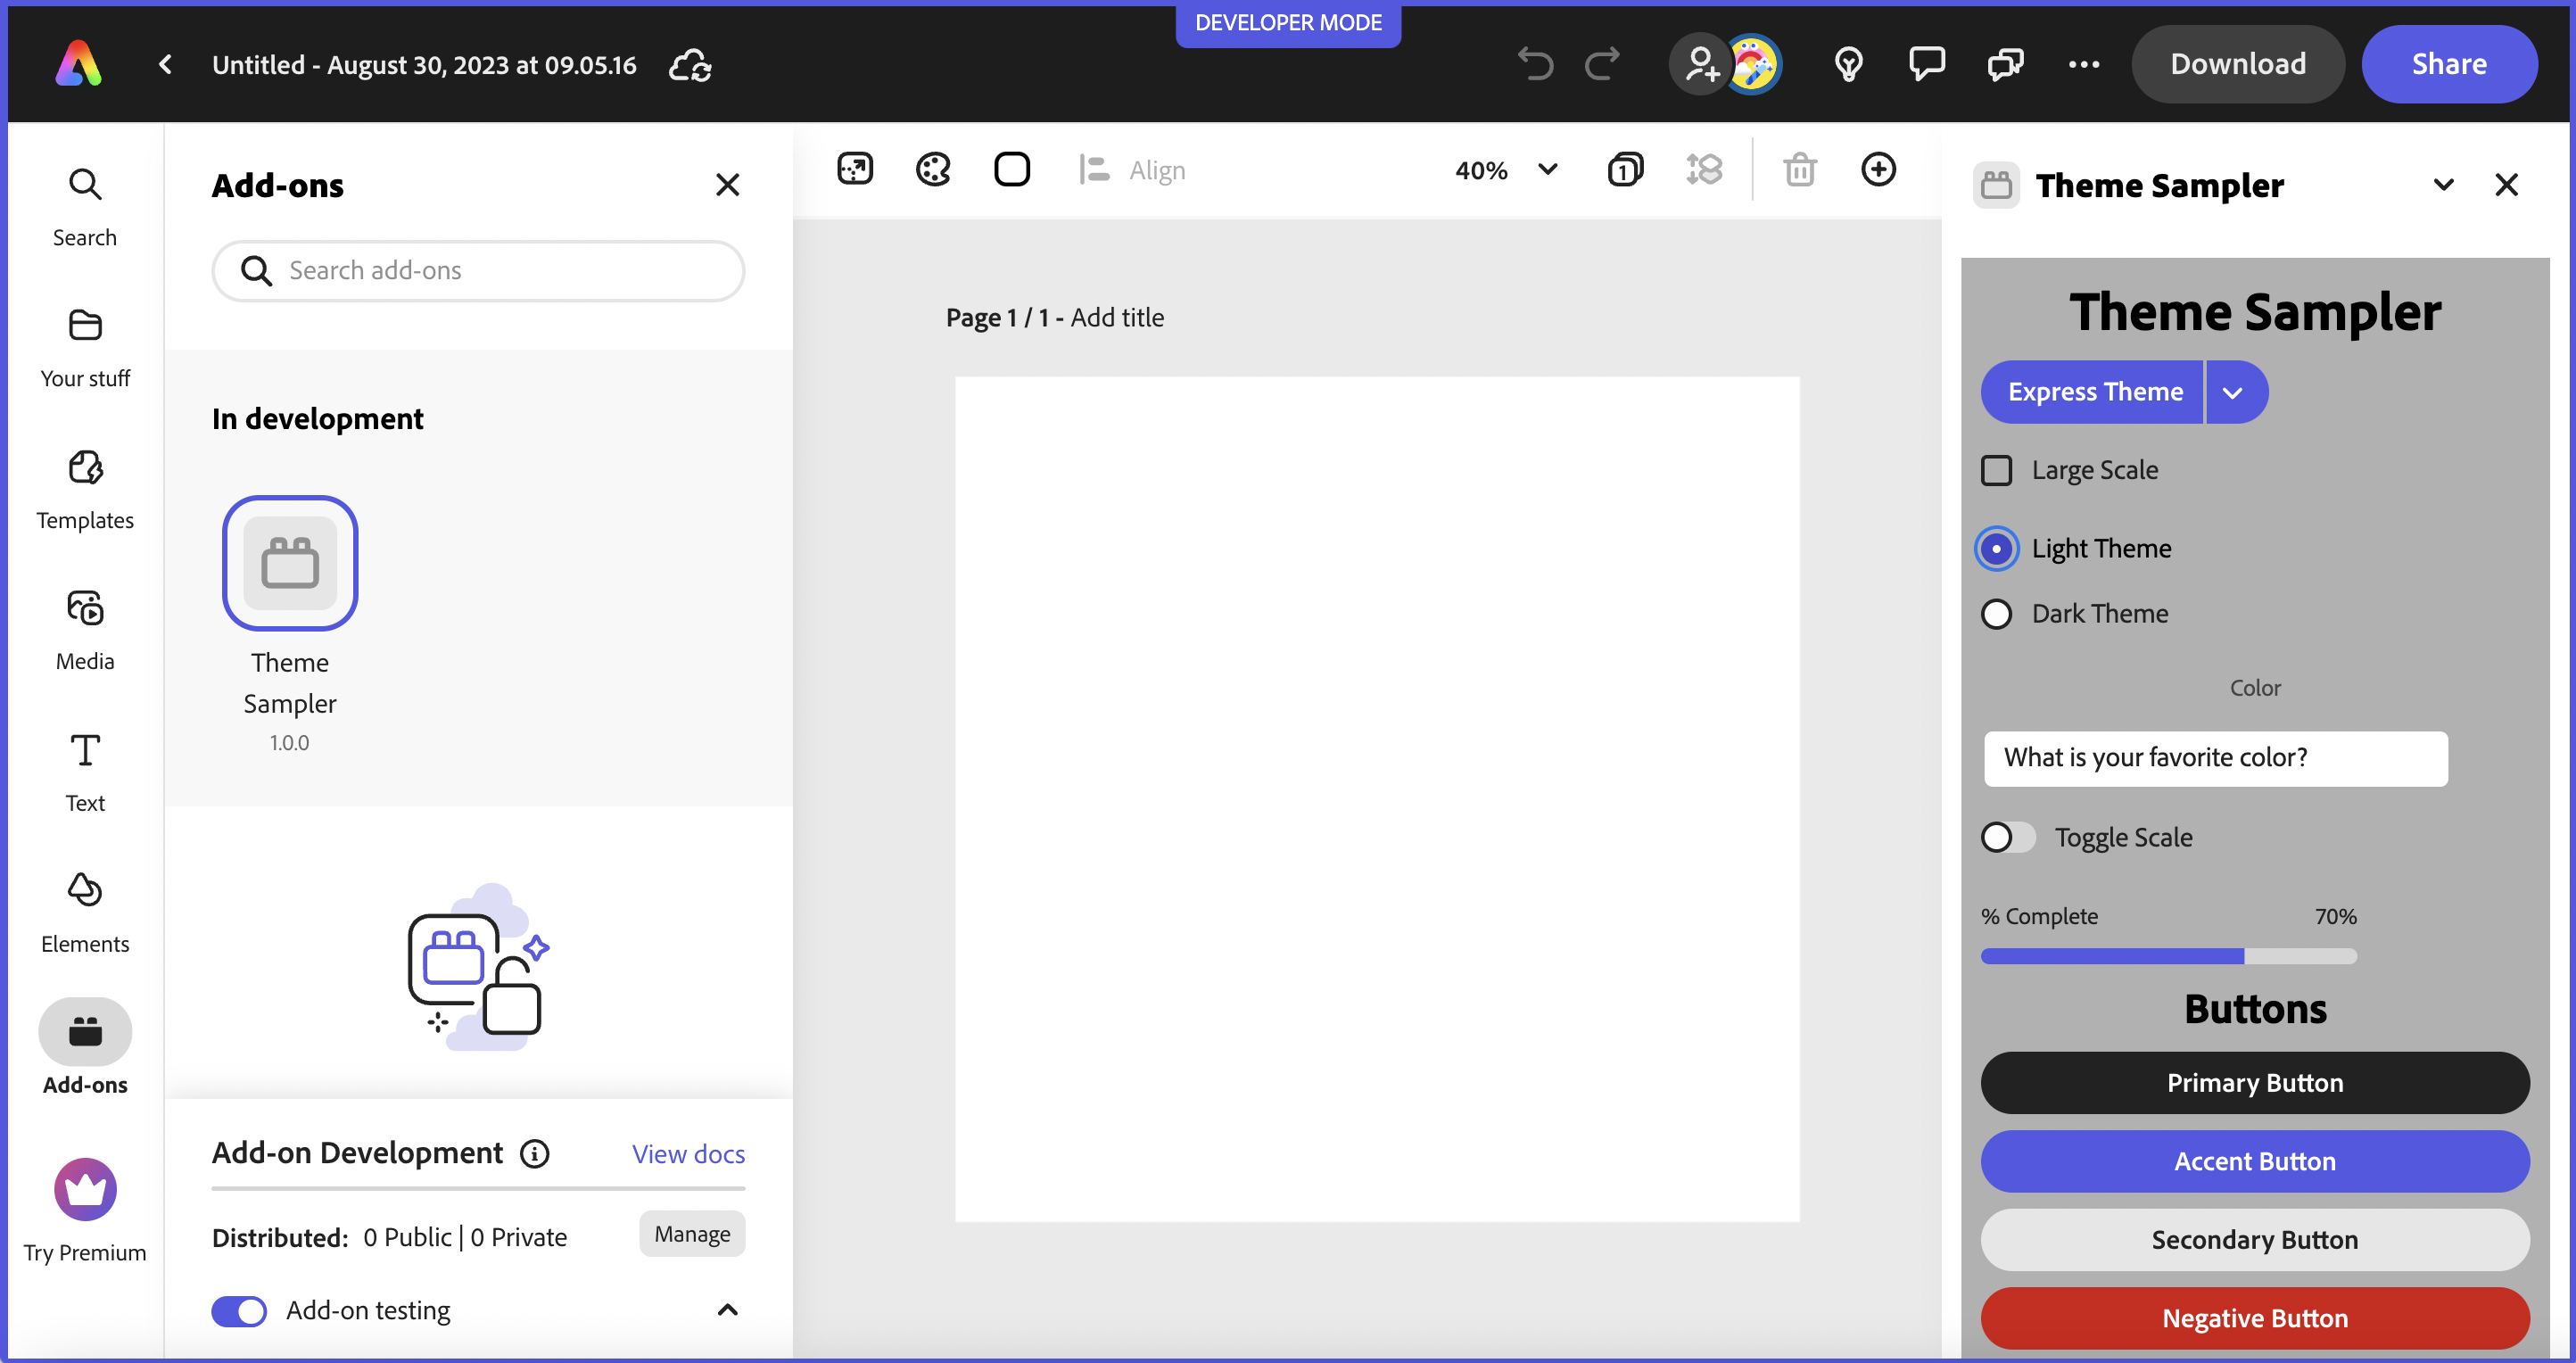 DEVELOPER MODE
Untitled - August 30, 2023 at 09.05.16
Download
Share
Search
Your stuff
Templates
Media
Text
Elements
Add-ons
Try Premium
Add-ons
Search add-ons
In development
Theme
Sampler
1.0.0
Add-on Development
View docs
Distributed: 0 Public | 0 Private
Manage
Add-on testing
Align
40%
1
Page 1 / 1 - Add title
Theme Sampler
Theme Sampler
Express Theme
Large Scale
Light Theme
Dark Theme
Color
What is your favorite color?
Toggle Scale
% Complete 70%
Buttons
Primary Button
Accent Button
Secondary Button
Negative Button